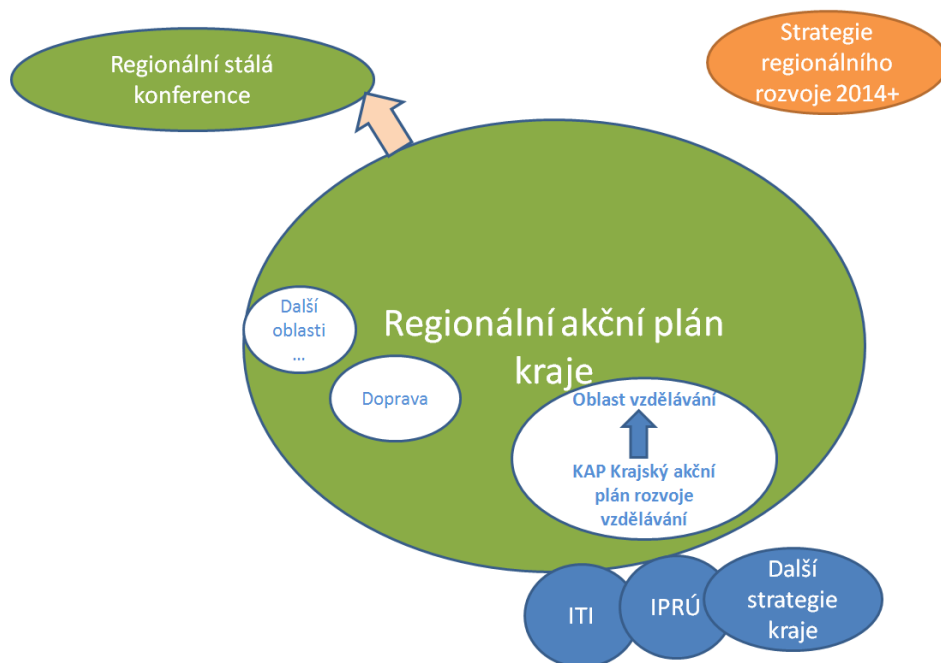 Regionální stálá
konference
Strategie
regionálního
rozvoje 2014+
Další
oblasti
...
Regionální akční plán
kraje
Doprava
Oblast vzdělávání
KAP Krajský akční
plán rozvoje
vzdělávání
ITI
IPRÚ
Další
strategie
kraje